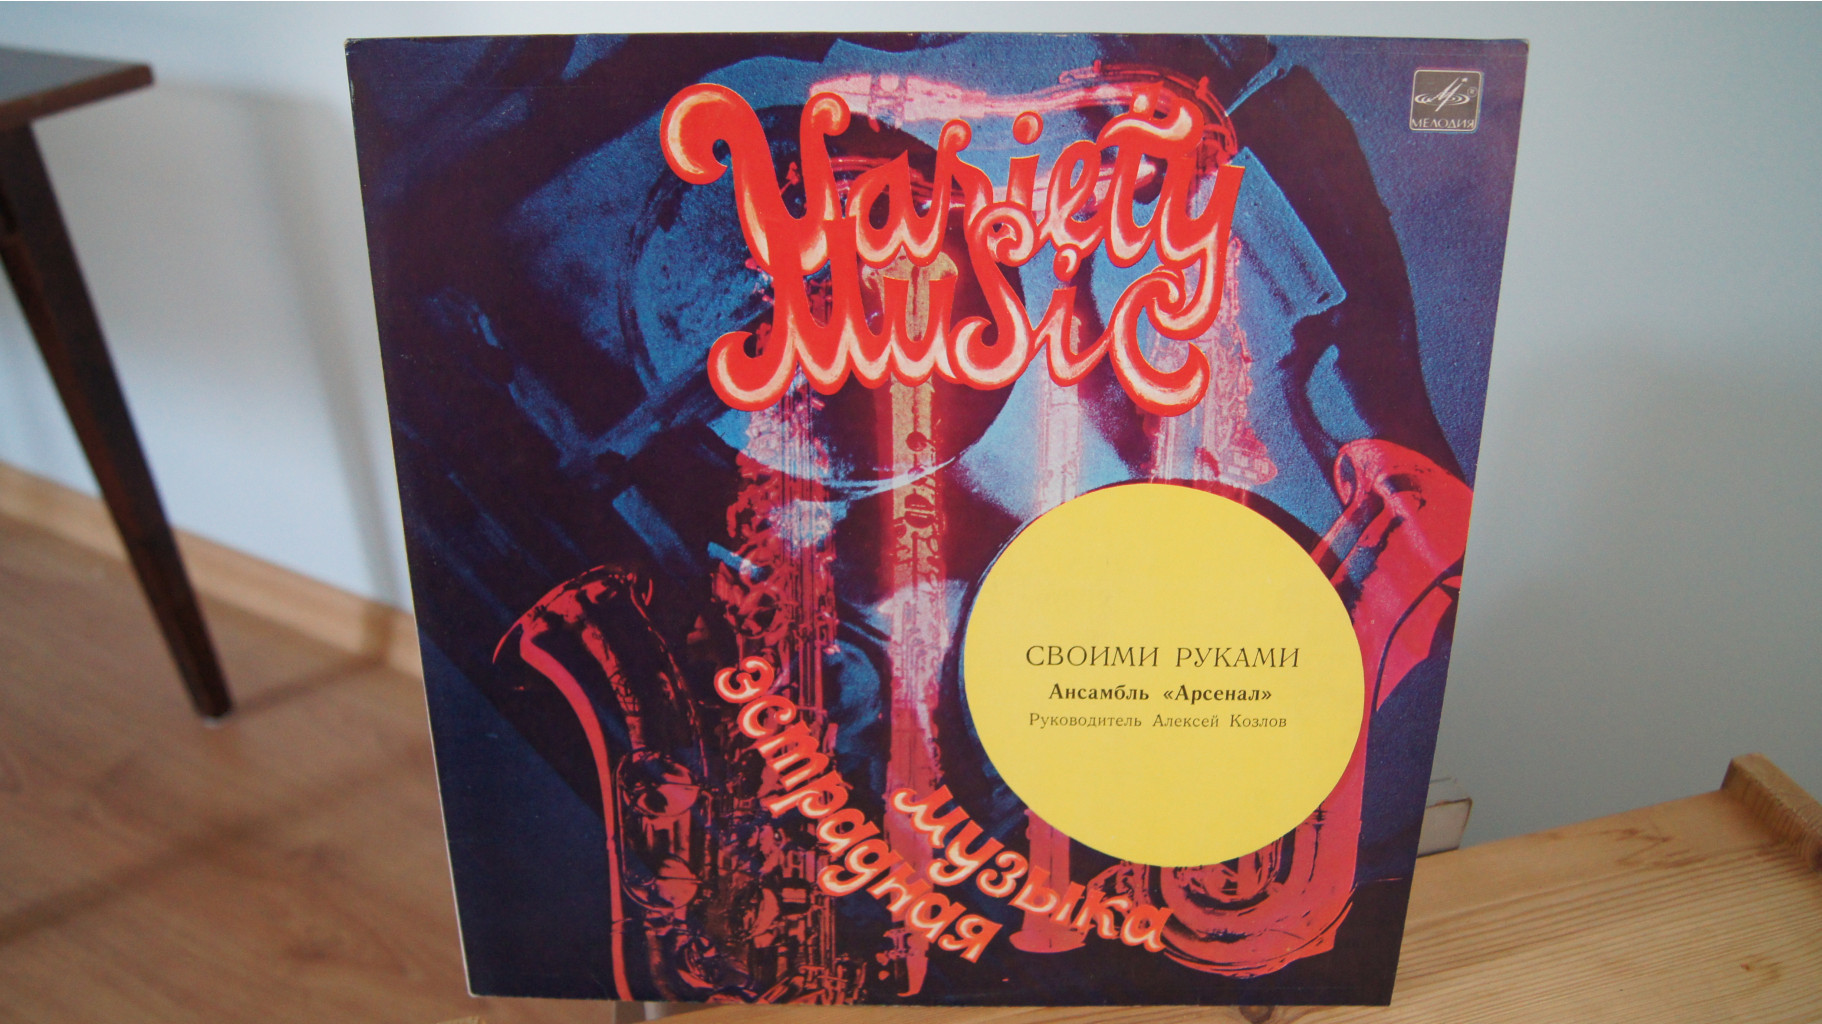 МЕЛОДИЯ
Variety
Music
СВОИМИ РУКАМИ
Ансамбль «Арсенал»
Руководитель Алексей Козлов
эстрадная
музыка